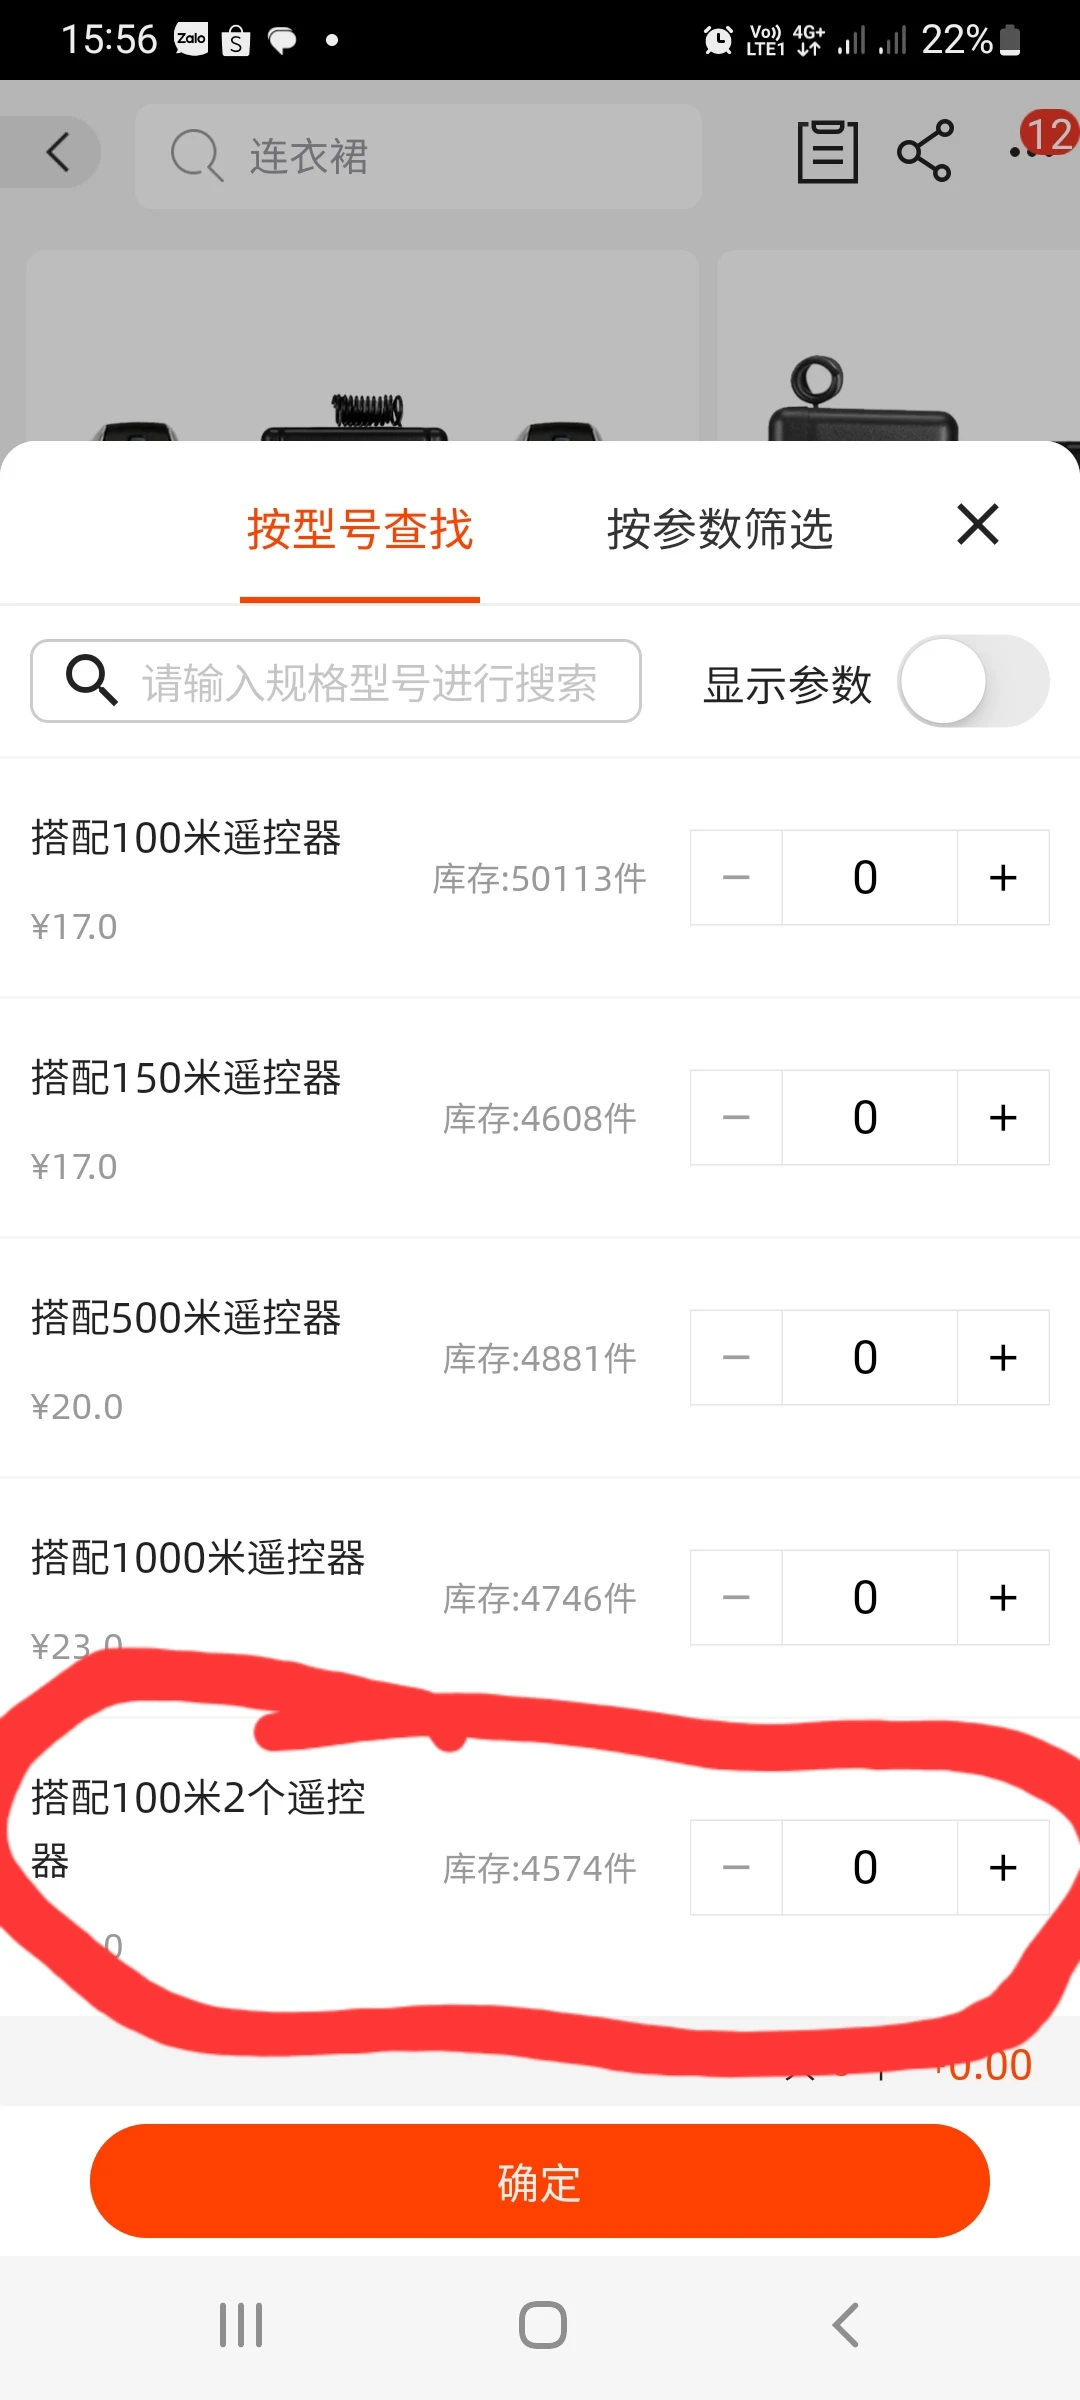 15:56 Zalo S Vo)) LTE1 4G+ 22%
连衣裙
12
按型号查找 按参数筛选
请输入规格型号进行搜索 显示参数
搭配100米遥控器
库存:50113件 0
¥17.0
搭配150米遥控器
库存:4608件 0
¥17.0
搭配500米遥控器
库存:4881件 0
¥20.0
搭配1000米遥控器
库存:4746件 0
¥23.0
搭配100米2个遥控
器
库存:4574件 0
0
0.00
确定